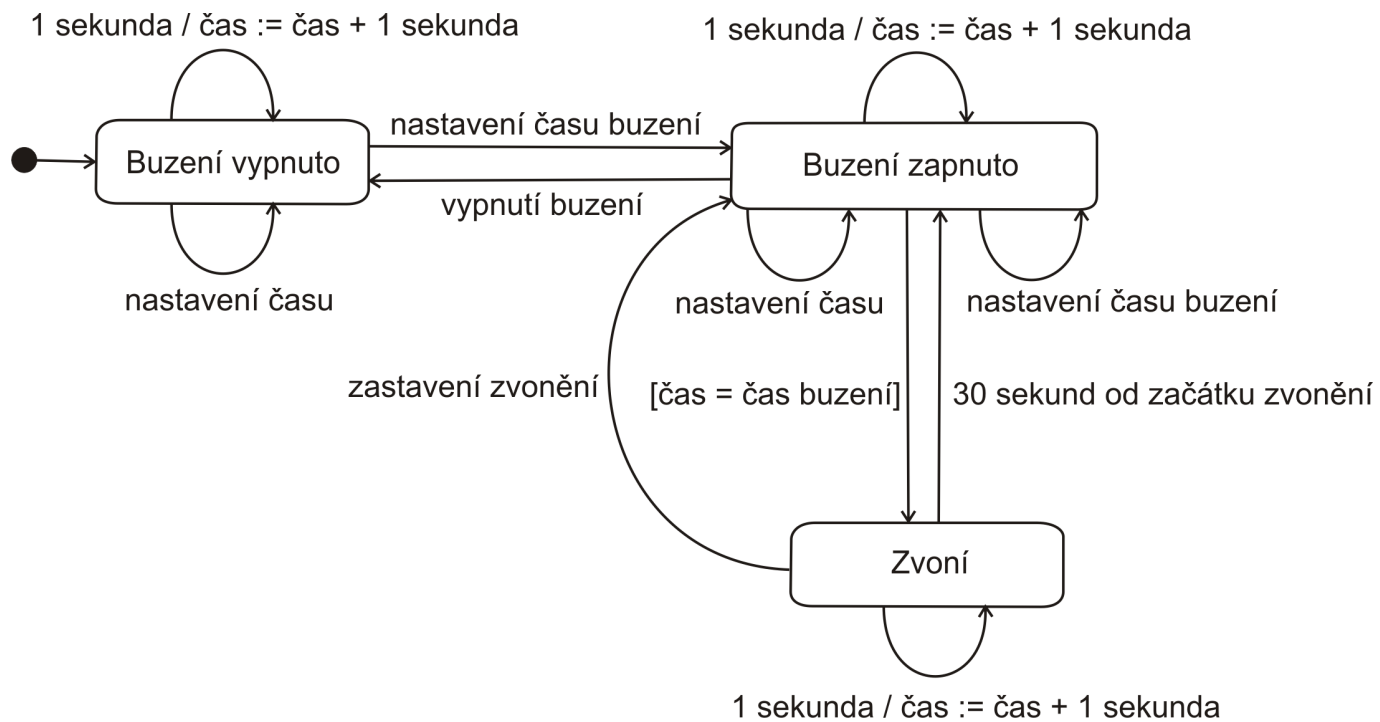 1 sekunda / čas := čas + 1 sekunda
1 sekunda / čas := čas + 1 sekunda
nastavení času buzení
Buzení vypnuto
Buzení zapnuto
vypnutí buzení
nastavení času
nastavení času
nastavení času buzení
zastavení zvonění
[čas = čas buzení]
30 sekund od začátku zvonění
Zvoní
1 sekunda / čas := čas + 1 sekunda